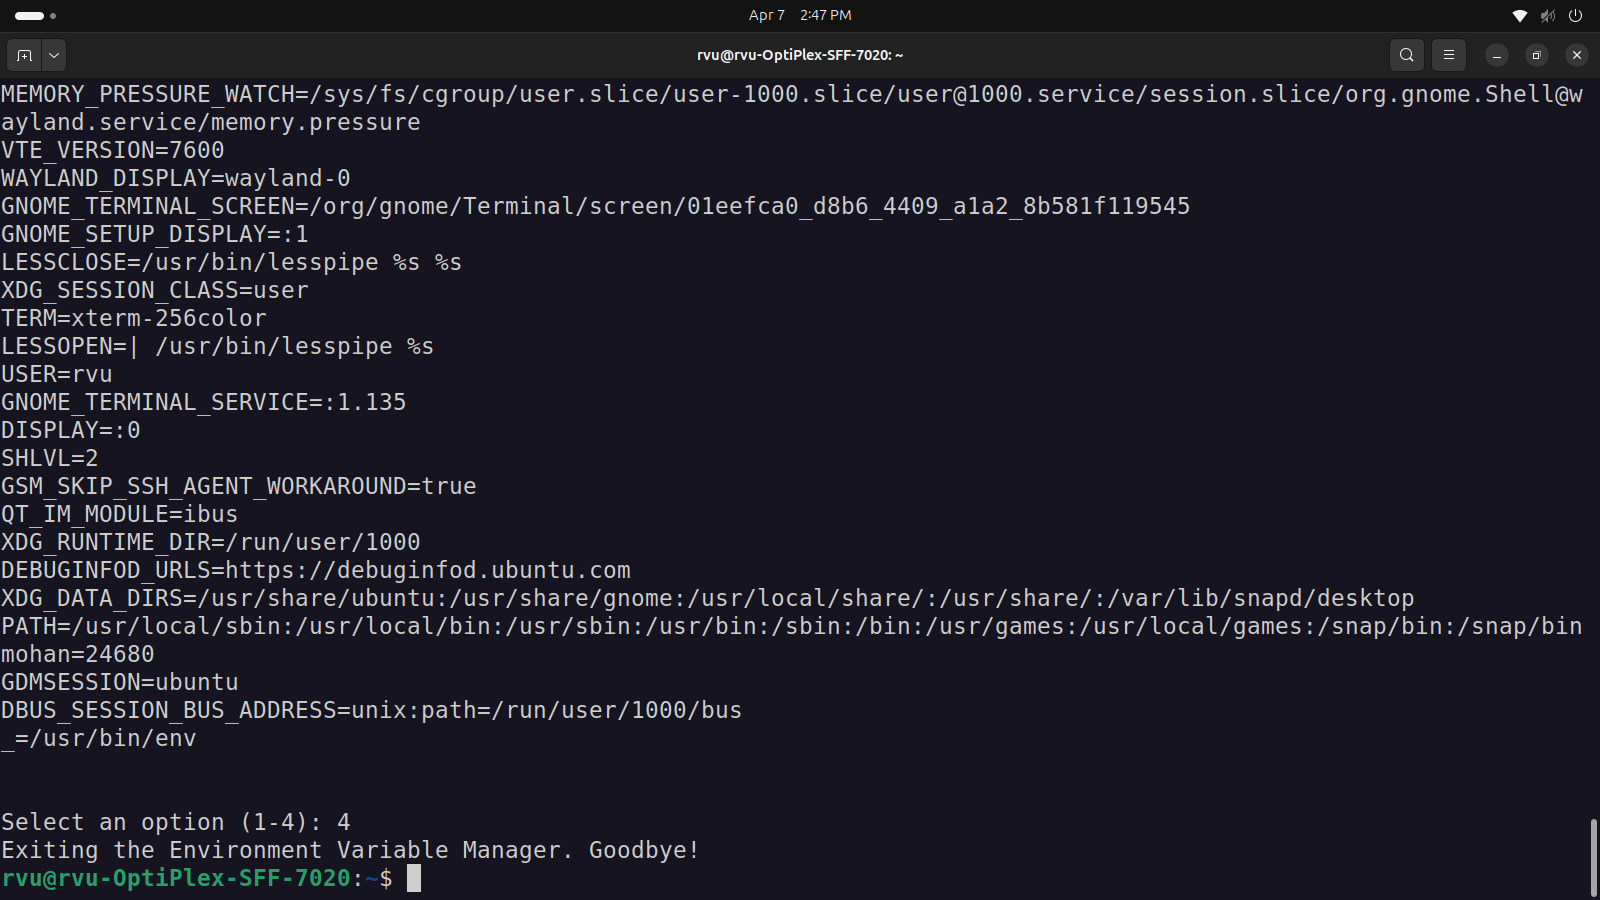 Apr 7 2:47 PM
rvu@rvu-OptiPlex-SFF-7020: ~
MEMORY_PRESSURE_WATCH=/sys/fs/cgroup/user.slice/user-1000.slice/user@1000.service/session.slice/org.gnome.Shell@w
ayland.service/memory.pressure
VTE_VERSION=7600
WAYLAND_DISPLAY=wayland-0
GNOME_TERMINAL_SCREEN=/org/gnome/Terminal/screen/01eefca0_d8b6_4409_a1a2_8b581f119545
GNOME_SETUP_DISPLAY=:1
LESSCLOSE=/usr/bin/lesspipe %s %s
XDG_SESSION_CLASS=user
TERM=xterm-256color
LESSOPEN=| /usr/bin/lesspipe %s
USER=rvu
GNOME_TERMINAL_SERVICE=:1.135
DISPLAY=:0
SHLVL=2
GSM_SKIP_SSH_AGENT_WORKAROUND=true
QT_IM_MODULE=ibus
XDG_RUNTIME_DIR=/run/user/1000
DEBUGINFOD_URLS=https://debuginfod.ubuntu.com
XDG_DATA_DIRS=/usr/share/ubuntu:/usr/share/gnome:/usr/local/share/:/usr/share/:/var/lib/snapd/desktop
PATH=/usr/local/sbin:/usr/local/bin:/usr/sbin:/usr/bin:/sbin:/bin:/usr/games:/usr/local/games:/snap/bin:/snap/bin
mohan=24680
GDMSESSION=ubuntu
DBUS_SESSION_BUS_ADDRESS=unix:path=/run/user/1000/bus
_=/usr/bin/env
Select an option (1-4): 4
Exiting the Environment Variable Manager. Goodbye!
rvu@rvu-OptiPlex-SFF-7020:~$